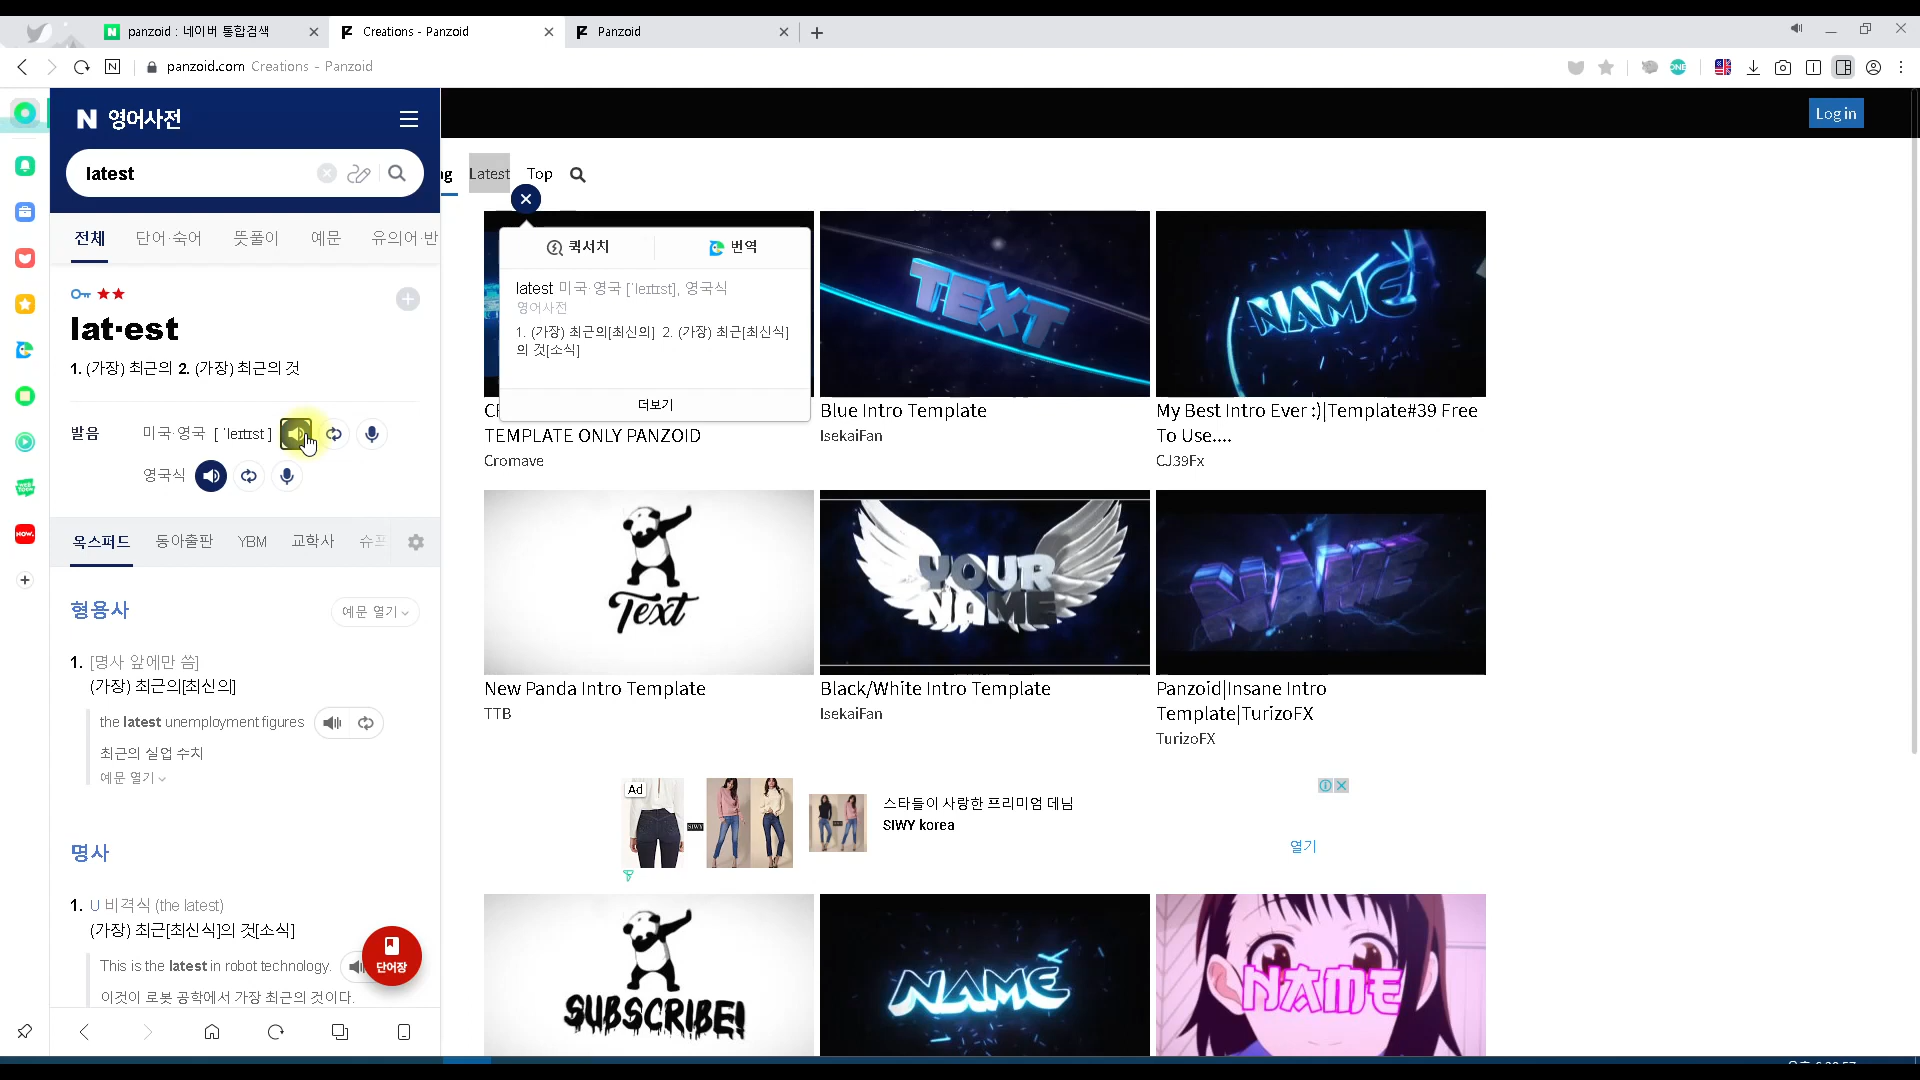 panzoid : 네이버 통합검색
Creations - Panzoid
Panzoid
panzoid.com Creations - Panzoid
ONE
Log in
N 영어사전
latest
ng Latest Top
전체 단어·숙어 뜻풀이 예문 유의어·반
lat·est
1. (가장) 최근의 2. (가장) 최근의 것
발음 미국·영국 [ ˈleɪtɪst ]
영국식
옥스퍼드 동아출판 YBM 교학사 슈프
형용사
예문 열기
1. [명사 앞에만 씀]
(가장) 최근의[최신의]
the latest unemployment figures
최근의 실업 수치
예문 열기
명사
1. U 비격식 (the latest)
(가장) 최근[최신식]의 것[소식]
This is the latest in robot technology.
이것이 로봇 공학에서 가장 최근의 것이다.
단어장
NOW.
퀵서치 번역
latest 미국·영국 [ˈleɪtɪst], 영국식
영어사전
1. (가장) 최근의[최신의] 2. (가장) 최근[최신식]
의 것[소식]
더보기
TEMPLATE ONLY PANZOID
Cromave
TEXT
Blue Intro Template
IsekaiFan
NAME
My Best Intro Ever :)|Template#39 Free
To Use....
CJ39Fx
Text
New Panda Intro Template
TTB
YOUR
NAME
Black/White Intro Template
IsekaiFan
NAME
Panzoid|Insane Intro
Template|TurizoFX
TurizoFX
Ad
SIWY
스타들이 사랑한 프리미엄 데님
SIWY korea
열기
SUBSCRIBE!
NAME
NAME